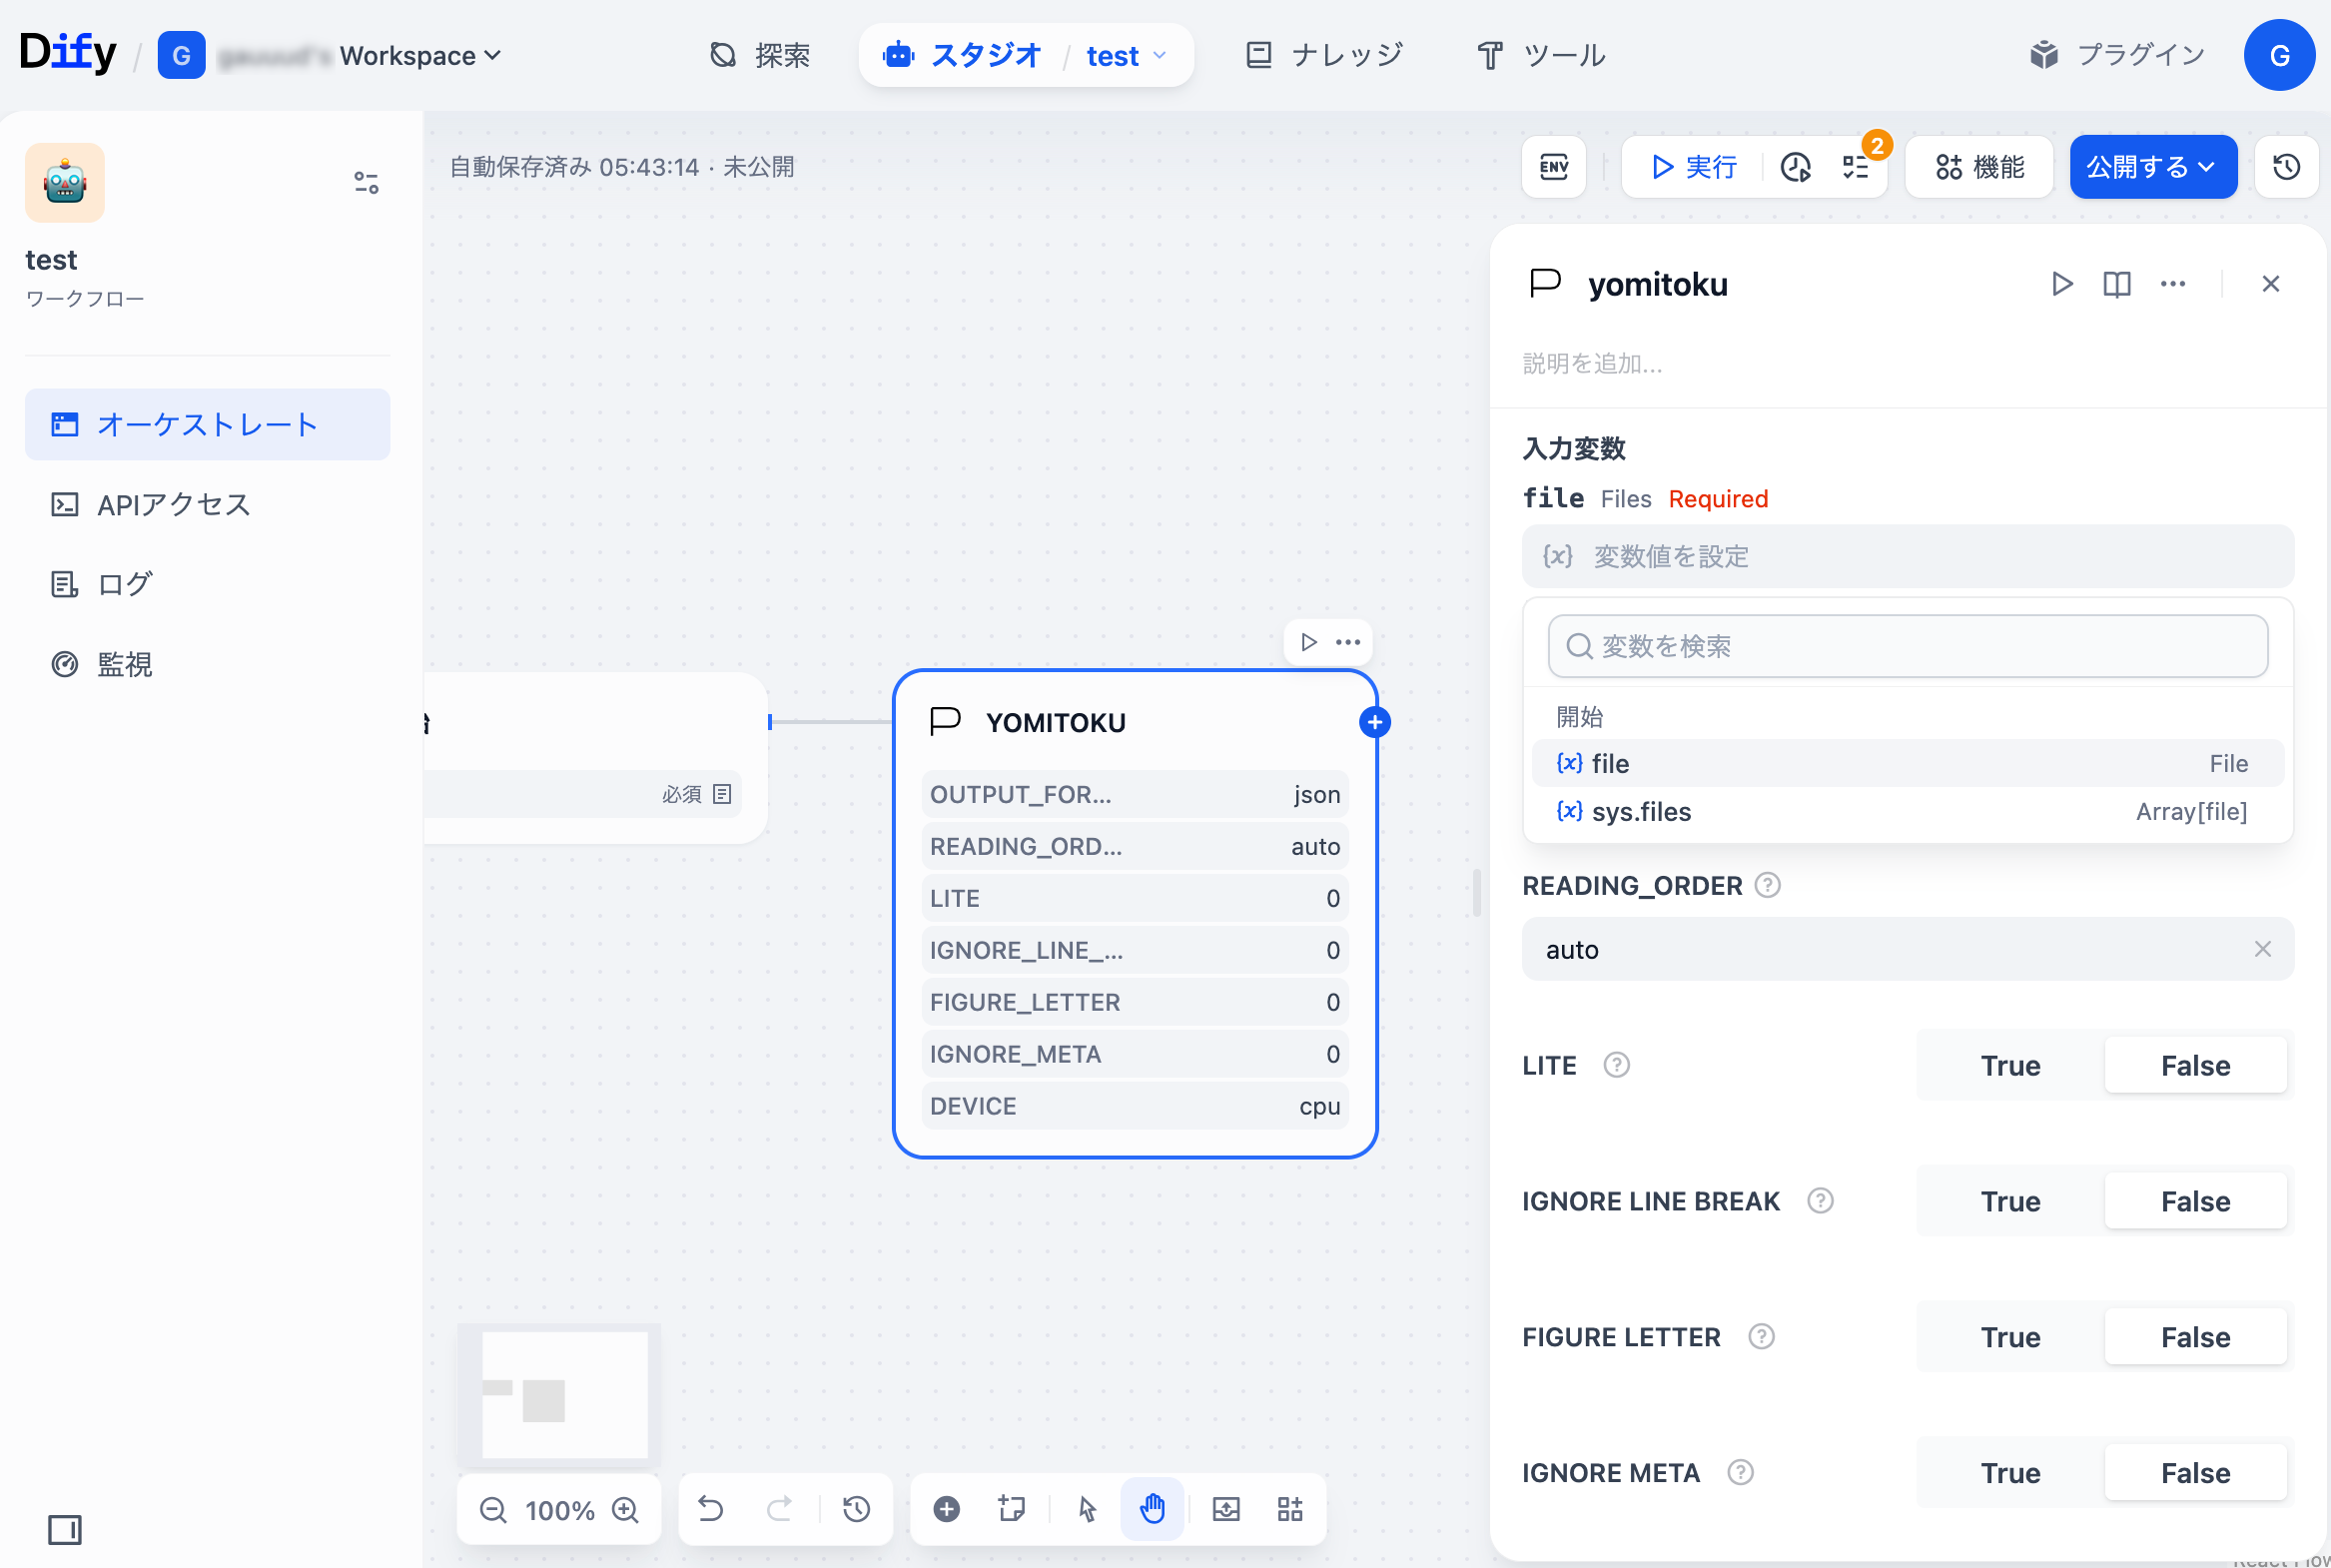 Dify / G Workspace
探索
スタジオ / test
ナレッジ
ツール
プラグイン
G
test
ワークフロー
オーケストレート
APIアクセス
ログ
監視
自動保存済み 05:43:14 · 未公開
ENV
実行
2
機能
公開する
必須
YOMITOKU
OUTPUT_FOR... json
READING_ORD... auto
LITE 0
IGNORE_LINE_... 0
FIGURE_LETTER 0
IGNORE_META 0
DEVICE cpu
100%
yomitoku
説明を追加...
入力変数
file Files Required
{x} 変数値を設定
変数を検索
開始
{x} file File
{x} sys.files Array[file]
READING_ORDER ?
auto
LITE ? True False
IGNORE LINE BREAK ? True False
FIGURE LETTER ? True False
IGNORE META ? True False